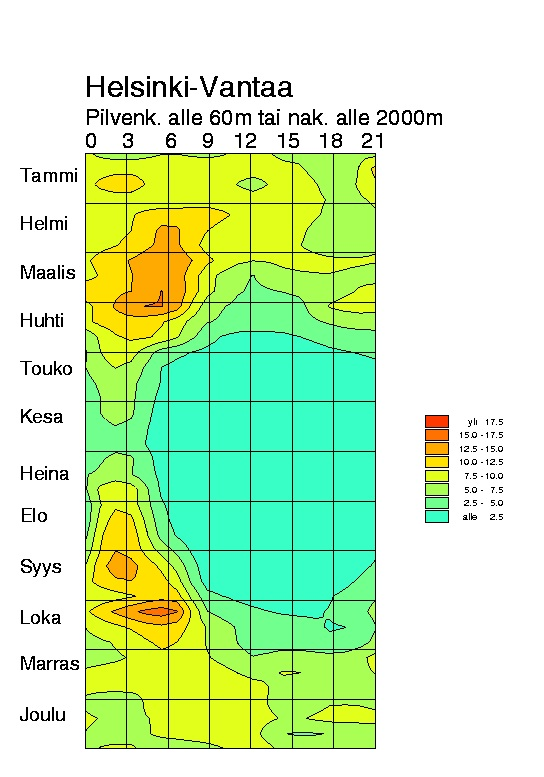 Helsinki-Vantaa
Pilvenk. alle 60m tai nak. alle 2000m
0 3 6 9 12 15 18 21
Tammi
Helmi
Maalis
Huhti
Touko
Kesa
Heina
Elo
Syys
Loka
Marras
Joulu
yli 17.5
15.0 - 17.5
12.5 - 15.0
10.0 - 12.5
7.5 - 10.0
5.0 - 7.5
2.5 - 5.0
alle 2.5